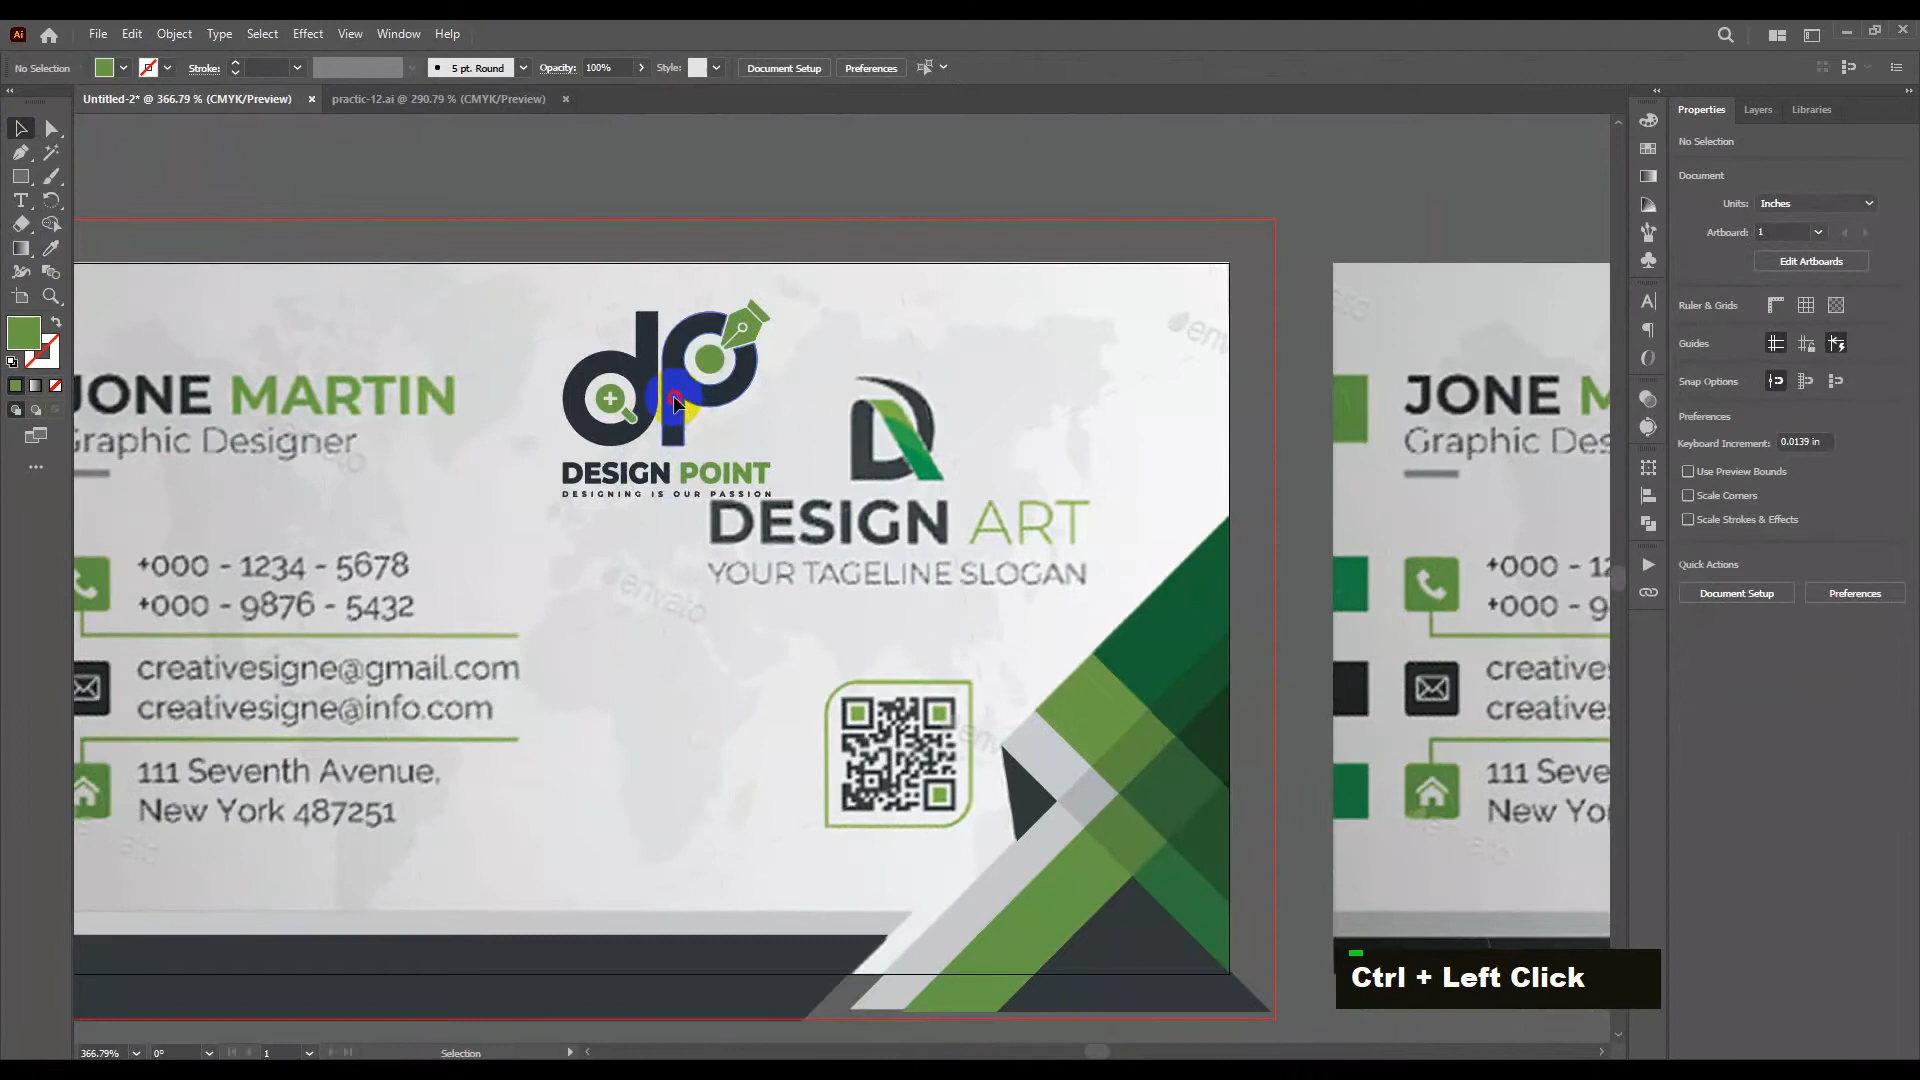 Ai
File Edit Object Type Select Effect View Window Help
No Selection
Stroke:
5 pt. Round
Opacity: 100%
Style:
Document Setup
Preferences
Untitled-2* @ 366.79 % (CMYK/Preview) ×
practic-12.ai @ 290.79 % (CMYK/Preview) ×
JONE MARTIN
Graphic Designer
+000 - 1234 - 5678
+000 - 9876 - 5432
creativesigne@gmail.com
creativesigne@info.com
111 Seventh Avenue,
New York 487251
dp
DESIGN POINT
DESIGNING IS OUR PASSION
DESIGN ART
YOUR TAGELINE SLOGAN
envato
JONE M
Graphic Des
+000 - 12
+000 - 9
creatives
creatives
111 Seve
New Yo
Ctrl + Left Click
Properties Layers Libraries
No Selection
Document
Units: Inches
Artboard: 1
Edit Artboards
Ruler & Grids
Guides
Snap Options
Preferences
Keyboard Increment: 0.0139 in
Use Preview Bounds
Scale Corners
Scale Strokes & Effects
Quick Actions
Document Setup
Preferences
366.79%
0°
1
Selection